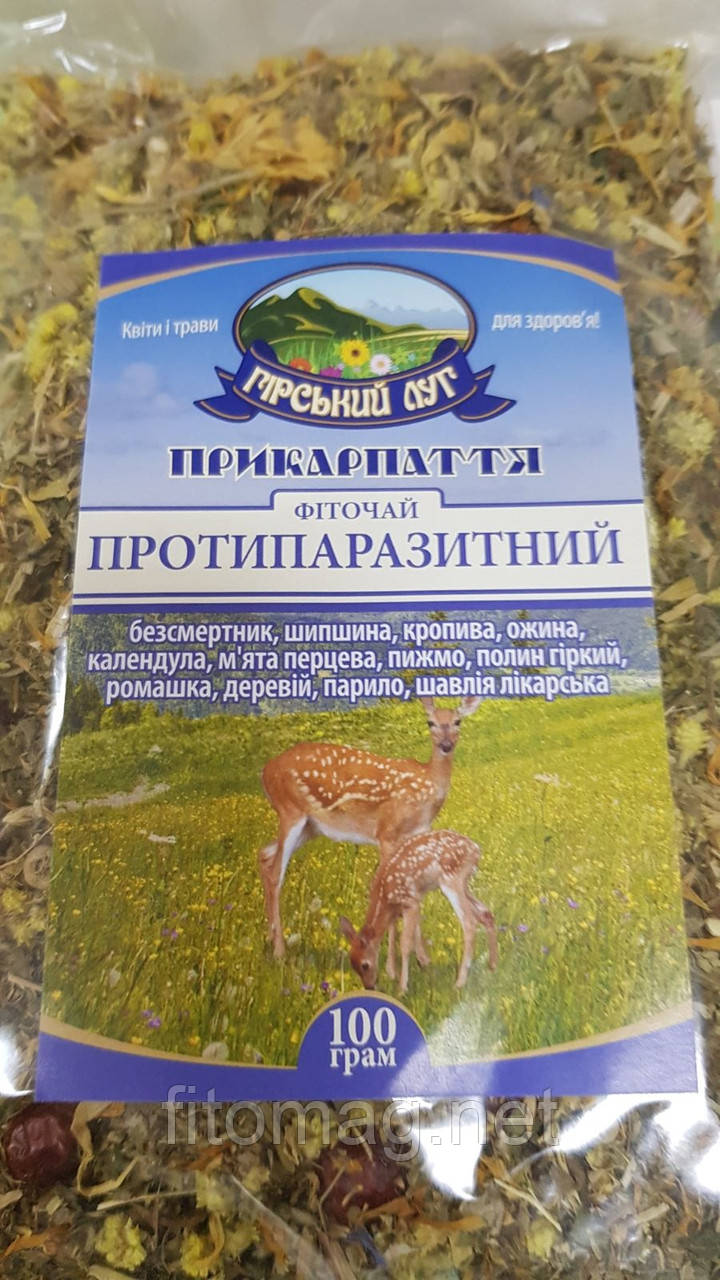 Квіти і трави
для здоров'я!
ГІРСЬКИЙ ЛУГ
ПРИКАРПАТТЯ
ФІТОЧАЙ
ПРОТИПАРАЗИТНИЙ
безсмертник, шипшина, кропива, ожина,
календула, м'ята перцева, пижмо, полин гіркий,
ромашка, деревій, парило, шавлія лікарська
100
грам
fitomag.net